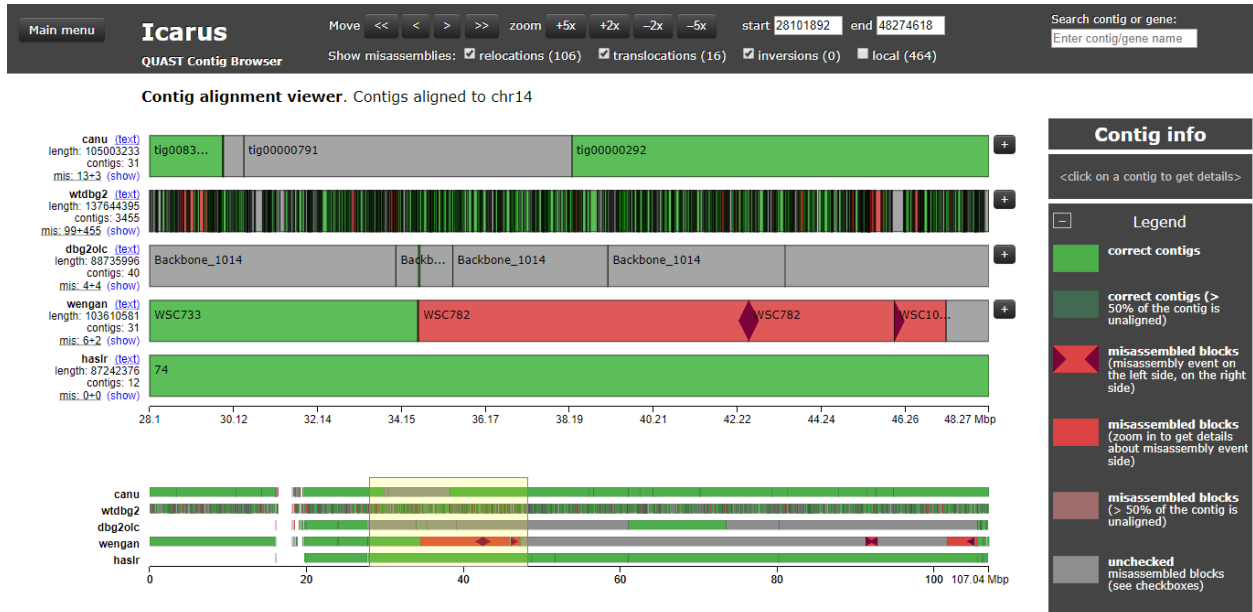 Main menu
Icarus
QUAST Contig Browser
Move << < > >> zoom +5x +2x −2x −5x start 28101892 end 48274618
Show misassemblies: relocations (106) translocations (16) inversions (0) local (464)
Search contig or gene:
Enter contig/gene name
Contig alignment viewer. Contigs aligned to chr14
canu (text)
length: 105003233
contigs: 31
mis: 13+3 (show)
tig0083... tig00000791 tig00000292
+
wtdbg2 (text)
length: 137644395
contigs: 3455
mis: 99+455 (show)
+
dbg2olc (text)
length: 88735996
contigs: 40
mis: 4+4 (show)
Backbone_1014 Backb... Backbone_1014 Backbone_1014
+
wengan (text)
length: 103610581
contigs: 31
mis: 6+2 (show)
WSC733 WSC782 WSC782 WSC10...
+
haslr (text)
length: 87242376
contigs: 12
mis: 0+0 (show)
74
28.1 30.12 32.14 34.15 36.17 38.19 40.21 42.22 44.24 46.26 48.27 Mbp
canu
wtdbg2
dbg2olc
wengan
haslr
0 20 40 60 80 100 107.04 Mbp
Contig info
<click on a contig to get details>
− Legend
correct contigs
correct contigs (>
50% of the contig is
unaligned)
misassembled blocks
(misassembly event on
the left side, on the right
side)
misassembled blocks
(zoom in to get details
about misassembly event
side)
misassembled blocks
(> 50% of the contig is
unaligned)
unchecked
misassembled blocks
(see checkboxes)